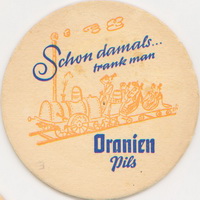 Schon damals...
trank man
Oranien
Pils